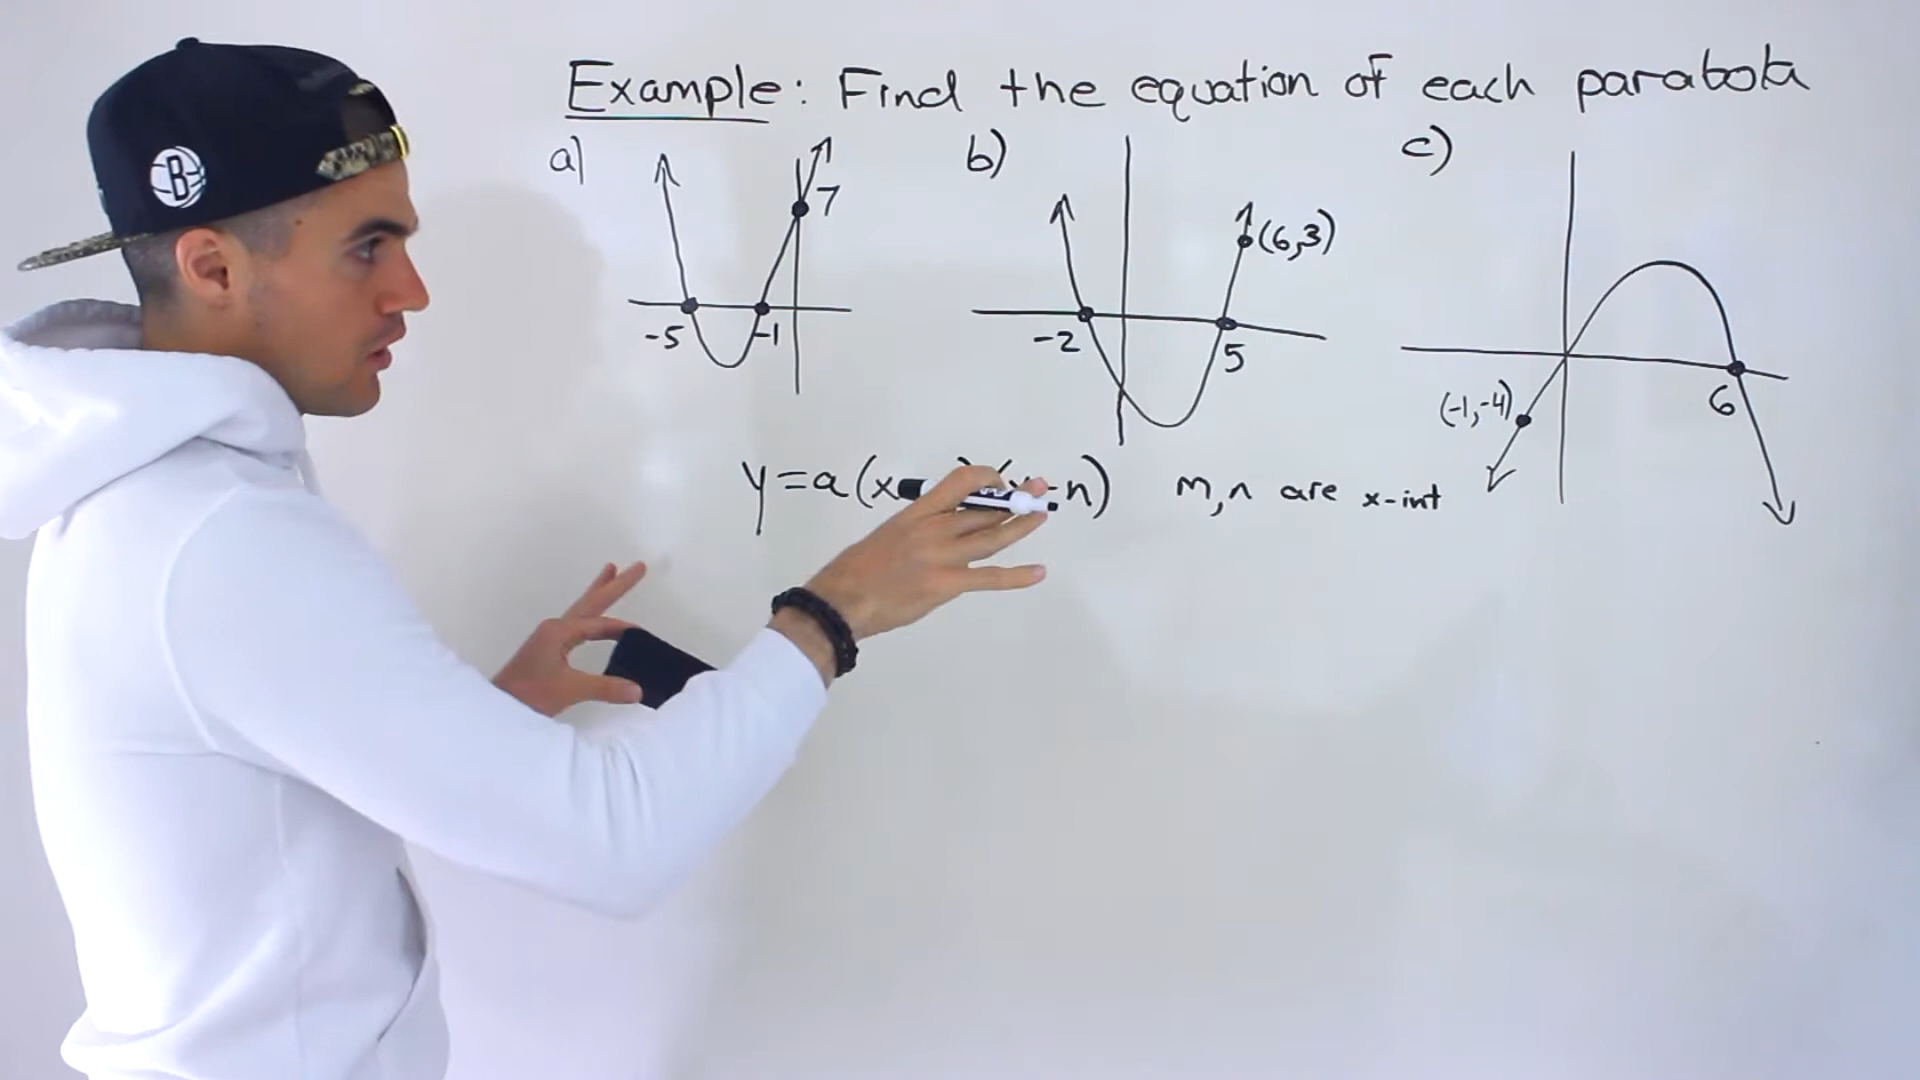 Example: Find the equation of each parabola
a)
7
-5
-1
b)
(6,3)
-2
5
c)
(-1,-4)
6
y=a(x n) m,n are x-int
B